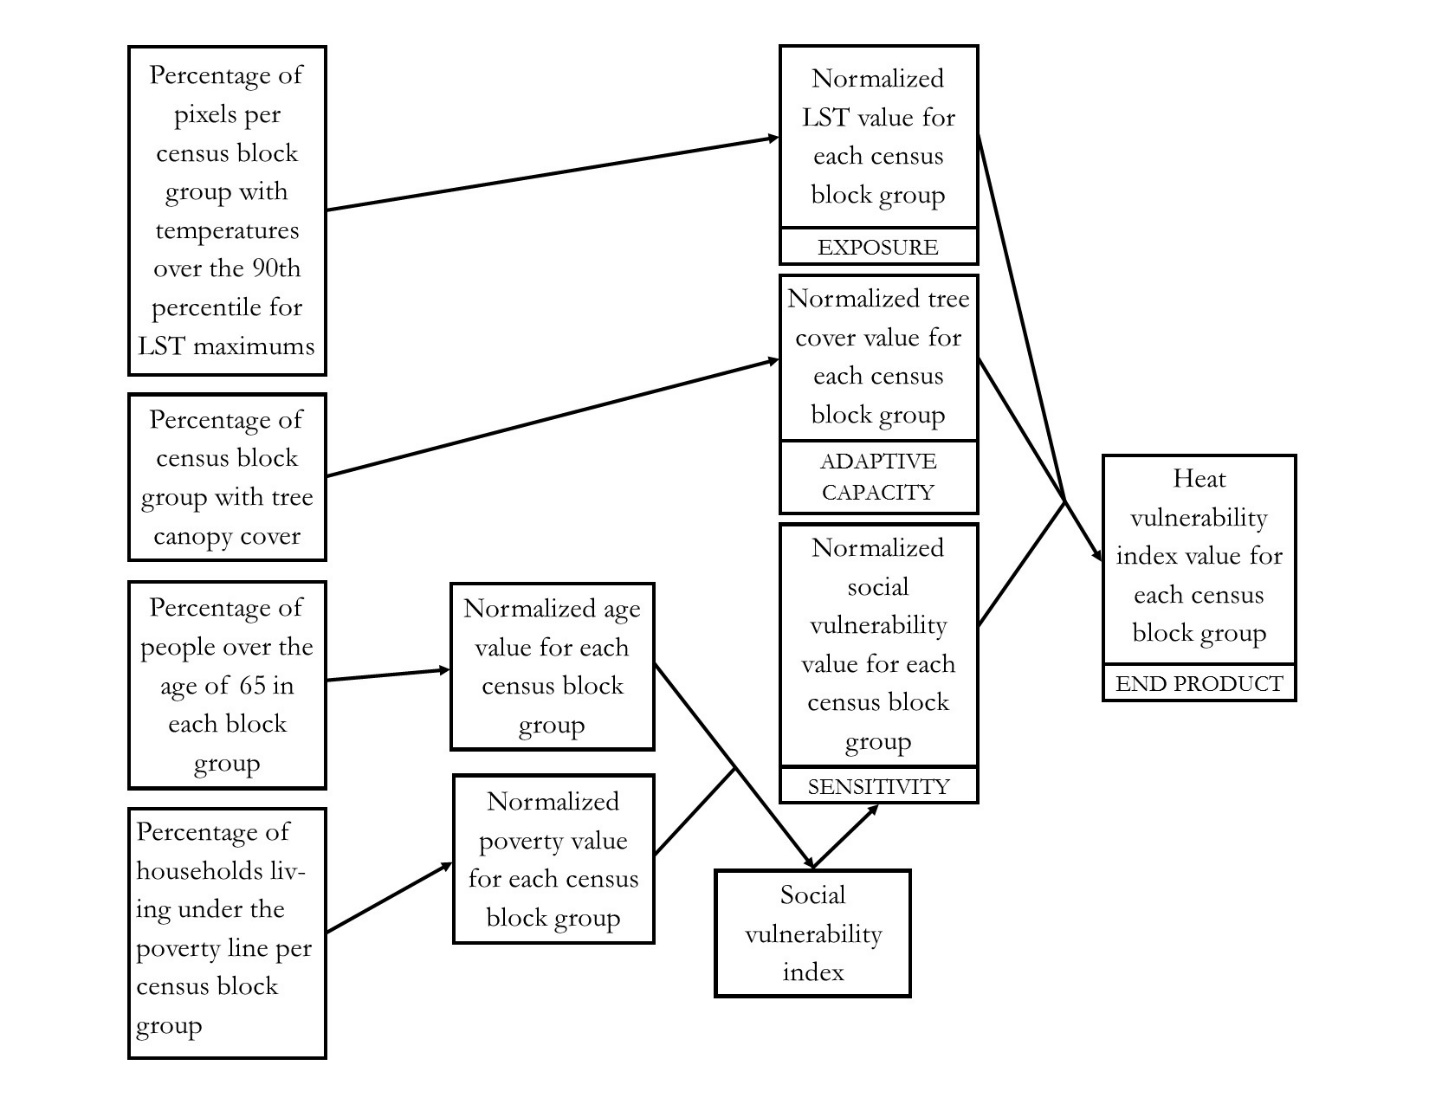 Percentage of
pixels per
census block
group with
temperatures
over the 90th
percentile for
LST maximums
Percentage of
census block
group with tree
canopy cover
Percentage of
people over the
age of 65 in
each block
group
Percentage of
households liv-
ing under the
poverty line per
census block
group
Normalized age
value for each
census block
group
Normalized
poverty value
for each census
block group
Social
vulnerability
index
Normalized
LST value for
each census
block group
EXPOSURE
Normalized tree
cover value for
each census
block group
ADAPTIVE
CAPACITY
Normalized
social
vulnerability
value for each
census block
group
SENSITIVITY
Heat
vulnerability
index value for
each census
block group
END PRODUCT